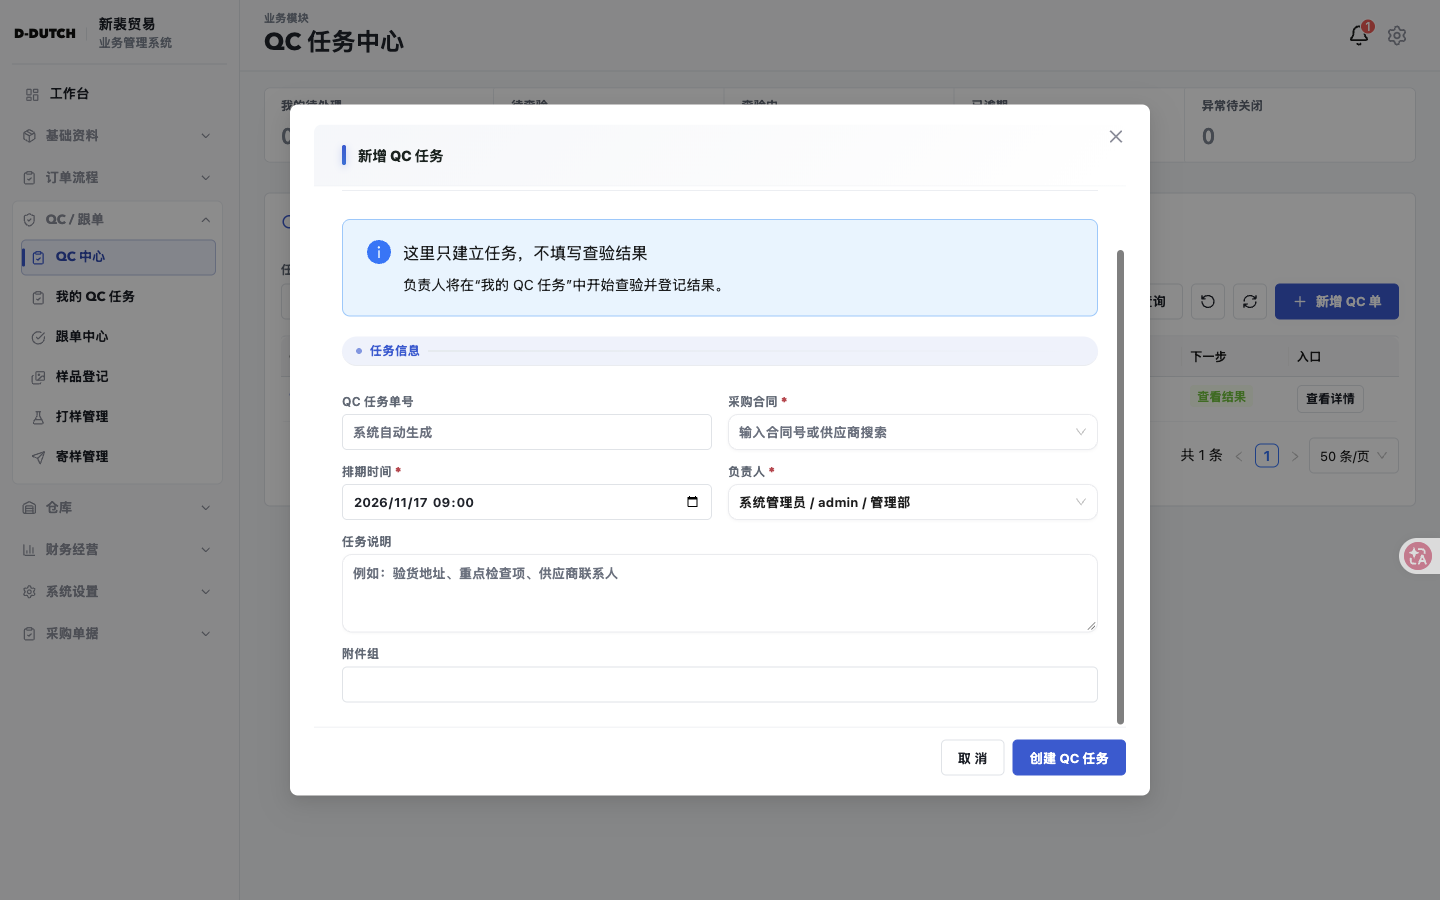 D-DUTCH
新裴贸易
业务管理系统
工作台
基础资料
订单流程
QC / 跟单
QC 中心
我的 QC 任务
跟单中心
样品登记
打样管理
寄样管理
仓库
财务经营
系统设置
采购单据
业务模块
QC 任务中心
1
异常待关闭
0
新增 QC 单
下一步
入口
查看结果
查看详情
共 1 条
1
50 条/页
新增 QC 任务
这里只建立任务，不填写查验结果
负责人将在“我的 QC 任务”中开始查验并登记结果。
任务信息
QC 任务单号
采购合同 *
系统自动生成
输入合同号或供应商搜索
排期时间 *
负责人 *
2026/11/17 09:00
系统管理员 / admin / 管理部
任务说明
例如：验货地址、重点检查项、供应商联系人
附件组
取 消
创建 QC 任务